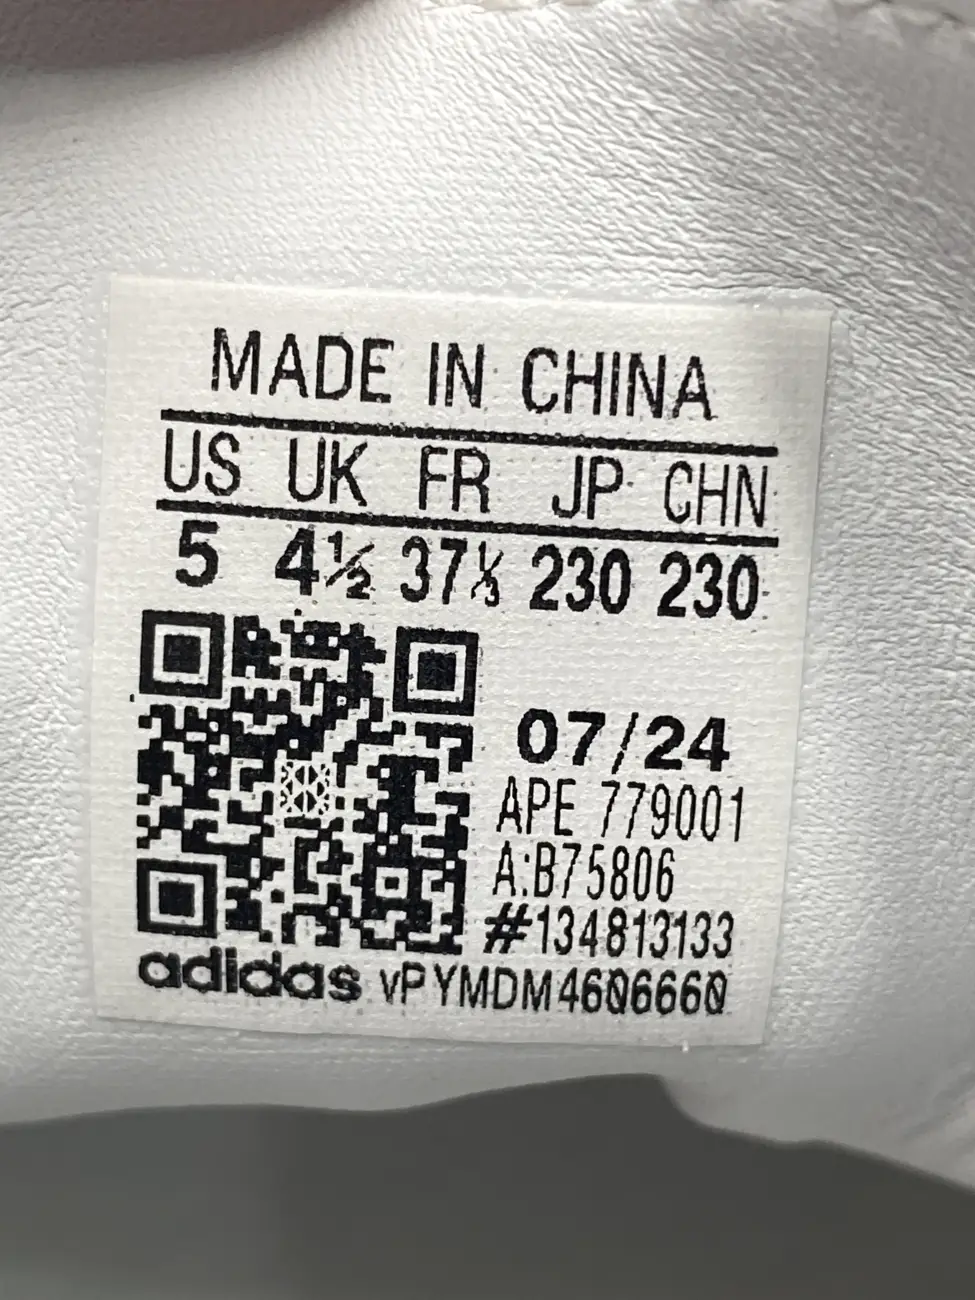 MADE IN CHINA
US UK FR JP CHN
5 4½ 37⅓ 230 230
07/24
APE 779001
A:B75806
#134813133
adidas vPYMDM4606660